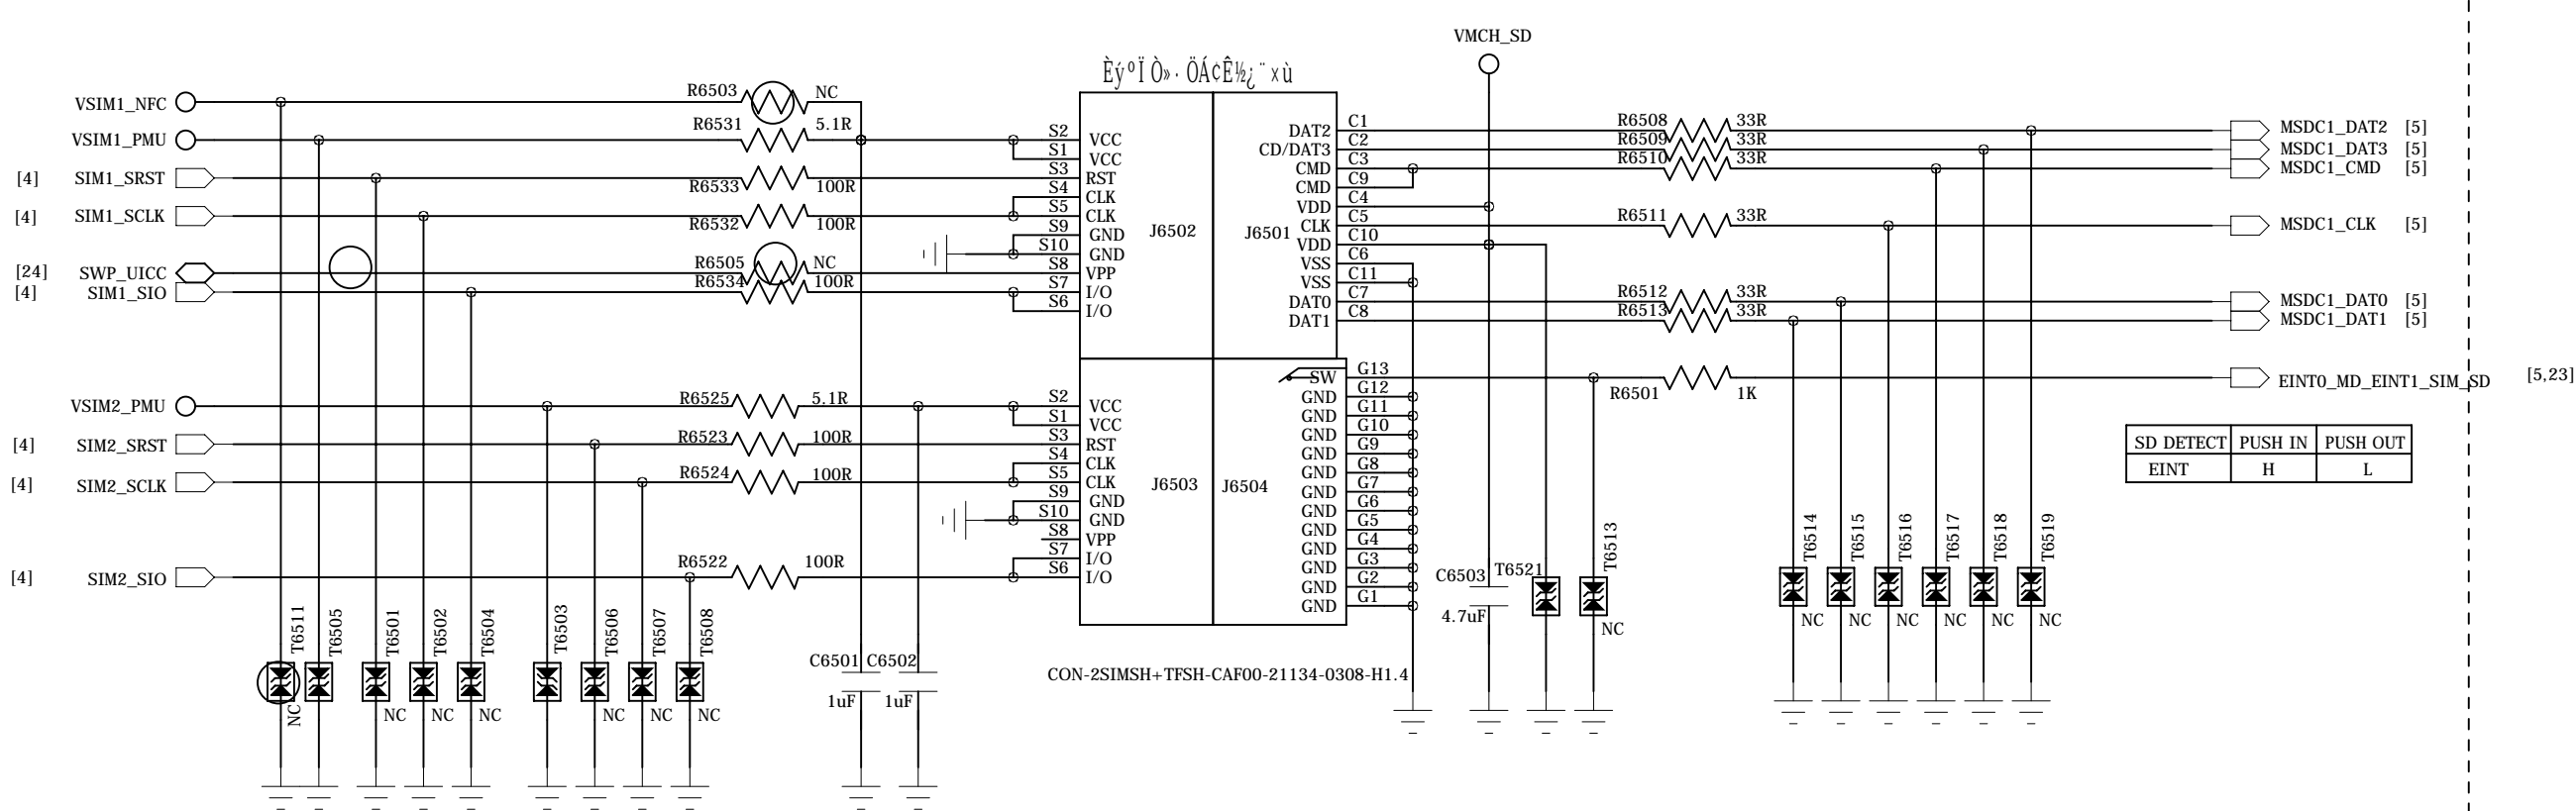 VMCH_SD
Èýº Ï Ò» · ÖÁ¢Ê½¿¨ ×ù
VSIM1_NFC
R6503 NC
VSIM1_PMU
R6531 5.1R
[4] SIM1_SRST
R6533 100R
[4] SIM1_SCLK
R6532 100R
[24] SWP_UICC
R6505 NC
[4] SIM1_SIO
R6534 100R
S2 VCC
S1 VCC
S3 RST
S4 CLK
S5 CLK
S9 GND
S10 GND
S8 VPP
S7 I/O
S6 I/O
J6502
J6501
DAT2 C1
CD/DAT3 C2
CMD C3
CMD C9
VDD C4
CLK C5
VDD C10
VSS C6
VSS C11
DAT0 C7
DAT1 C8
R6508 33R
MSDC1_DAT2 [5]
R6509 33R
MSDC1_DAT3 [5]
R6510 33R
MSDC1_CMD [5]
R6511 33R
MSDC1_CLK [5]
R6512 33R
MSDC1_DAT0 [5]
R6513 33R
MSDC1_DAT1 [5]
VSIM2_PMU
R6525 5.1R
[4] SIM2_SRST
R6523 100R
[4] SIM2_SCLK
R6524 100R
[4] SIM2_SIO
R6522 100R
S2 VCC
S1 VCC
S3 RST
S4 CLK
S5 CLK
S9 GND
S10 GND
S8 VPP
S7 I/O
S6 I/O
J6503
J6504
SW G13
GND G12
GND G11
GND G10
GND G9
GND G8
GND G7
GND G6
GND G5
GND G4
GND G3
GND G2
GND G1
R6501 1K
EINT0_MD_EINT1_SIM_SD [5,23]
SD DETECT PUSH IN PUSH OUT
EINT H L
T6511 NC
T6505
T6501 NC
T6502 NC
T6504 NC
T6503
T6506 NC
T6507 NC
T6508 NC
C6501 1uF
C6502 1uF
CON-2SIMSH+TFSH-CAF00-21134-0308-H1.4
C6503 4.7uF
T6521
T6513 NC
T6514 NC
T6515 NC
T6516 NC
T6517 NC
T6518 NC
T6519 NC